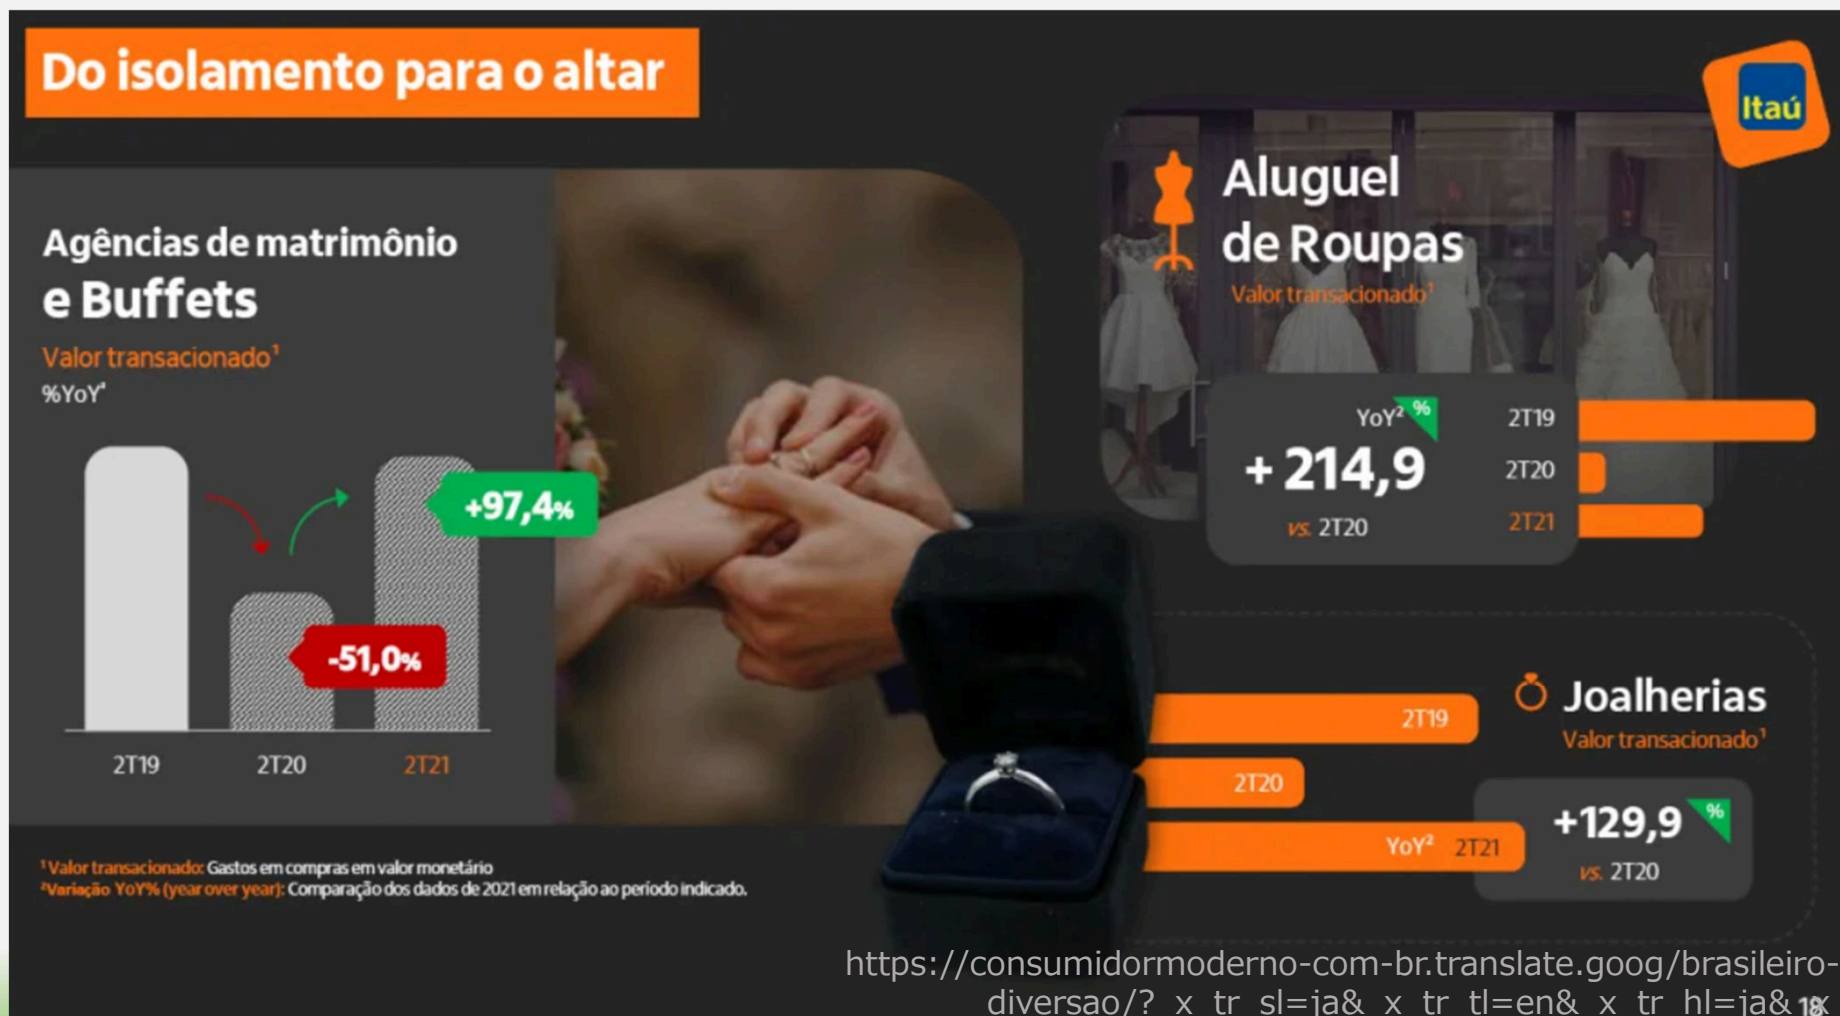 Do isolamento para o altar
Itaú
Agências de matrimônio
e Buffets
Valor transacionado¹
%YoY²
+97,4%
-51,0%
2T19
2T20
2T21
Aluguel
de Roupas
Valor transacionado¹
YoY² %
+ 214,9
vs. 2T20
2T19
2T20
2T21
Joalherias
Valor transacionado¹
2T19
2T20
YoY² 2T21
+129,9 %
vs. 2T20
¹ Valor transacionado: Gastos em compras em valor monetário
²Variação YoY% (year over year): Comparação dos dados de 2021 em relação ao período indicado.
https://consumidormoderno-com-br.translate.goog/brasileiro-
diversao/?_x_tr_sl=ja&_x_tr_tl=en&_x_tr_hl=ja&
18